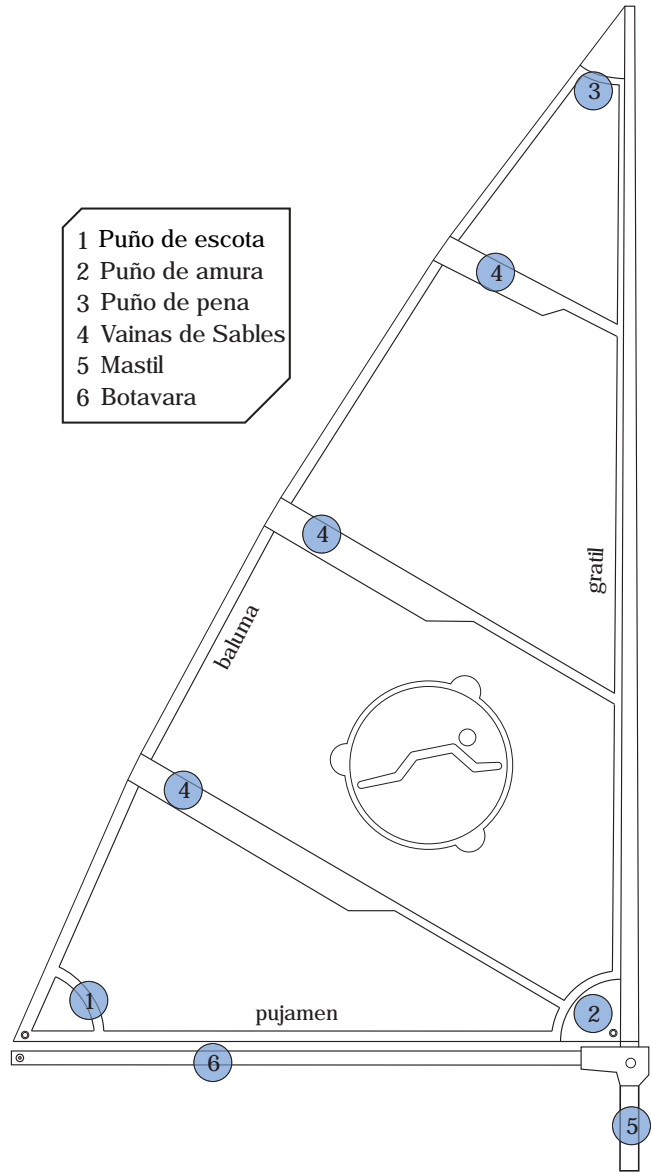 3
1 Puño de escota
2 Puño de amura
3 Puño de pena
4 Vainas de Sables
5 Mastil
6 Botavara
4
4
gratil
baluma
4
1
pujamen
2
6
5